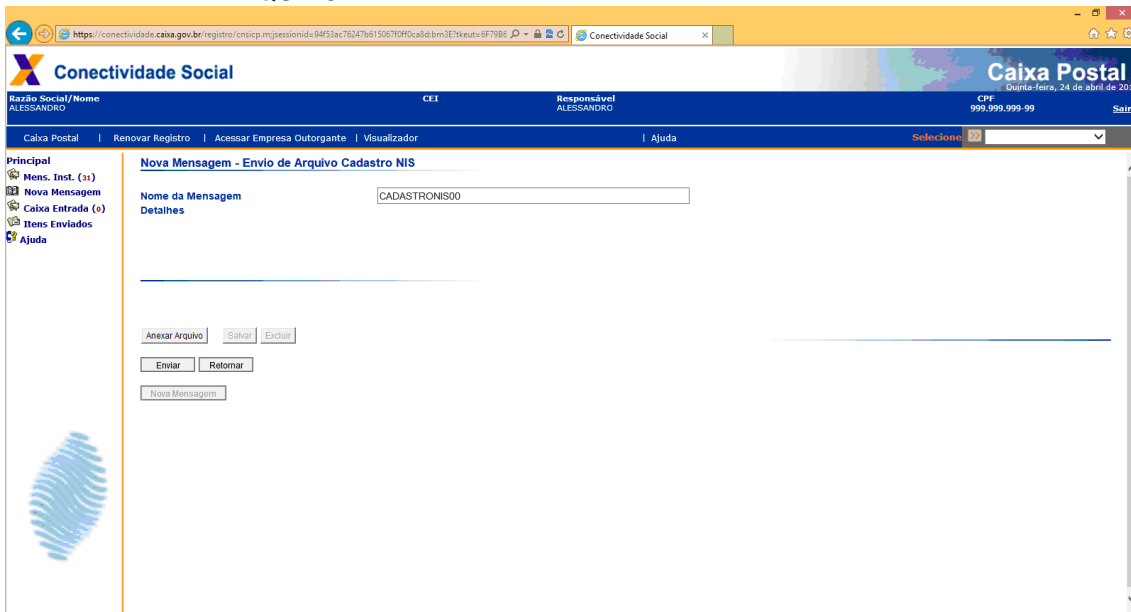 https://conectividade.caixa.gov.br/registro/cnsicp.m;jsessionid=94f53ac76247b615067f0ff0ca8d:bm3E?tkeut=6F79B6
Conectividade Social
Conectividade Social
Caixa Postal
Quinta-feira, 24 de abril de 20
Razão Social/Nome CEI Responsável CPF
ALESSANDRO ALESSANDRO 999.999.999-99 Sair
Caixa Postal | Renovar Registro | Acessar Empresa Outorgante | Visualizador | Ajuda Selecione
Principal
Mens. Inst. (31)
Nova Mensagem
Caixa Entrada (0)
Itens Enviados
Ajuda
Nova Mensagem - Envio de Arquivo Cadastro NIS
Nome da Mensagem CADASTRONIS00
Detalhes
Anexar Arquivo Salvar Excluir
Enviar Retornar
Nova Mensagem